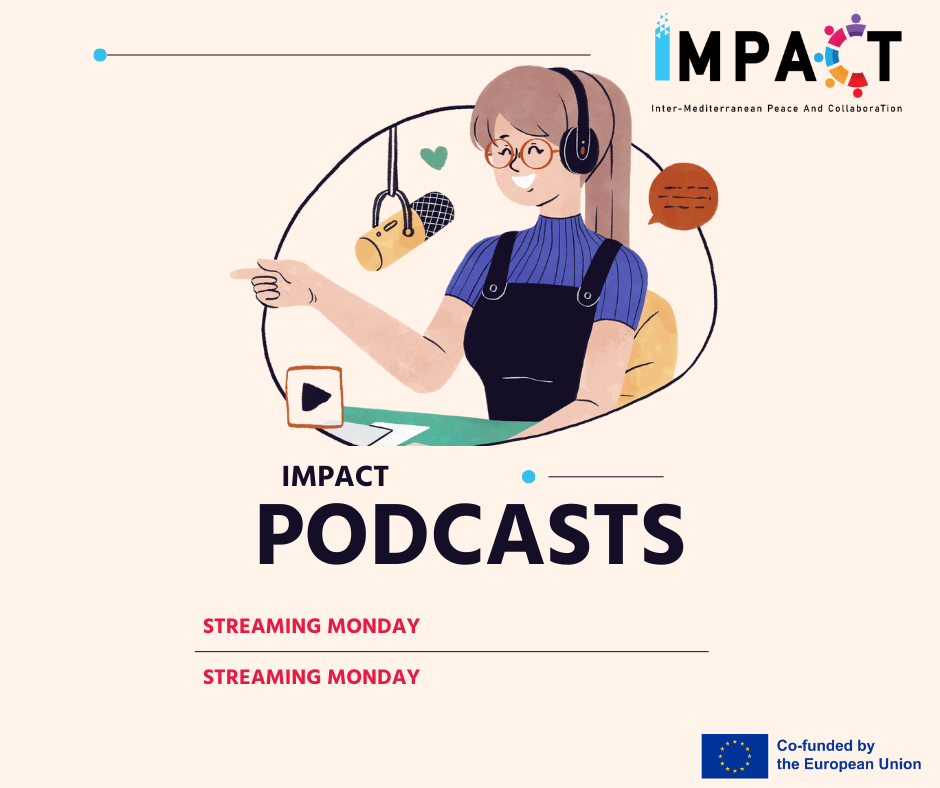 IMPACT
Inter-Mediterranean Peace And CollaboraTion
IMPACT
PODCASTS
STREAMING MONDAY
STREAMING MONDAY
Co-funded by
the European Union